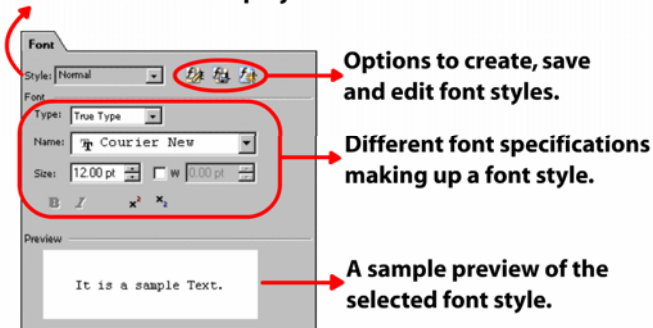 Font
Style: Normal
Options to create, save
and edit font styles.
Font
Type: True Type
Name: Courier New
Size: 12.00 pt W 0.00 pt
B I x² x₂
Different font specifications
making up a font style.
Preview
It is a sample Text.
A sample preview of the
selected font style.